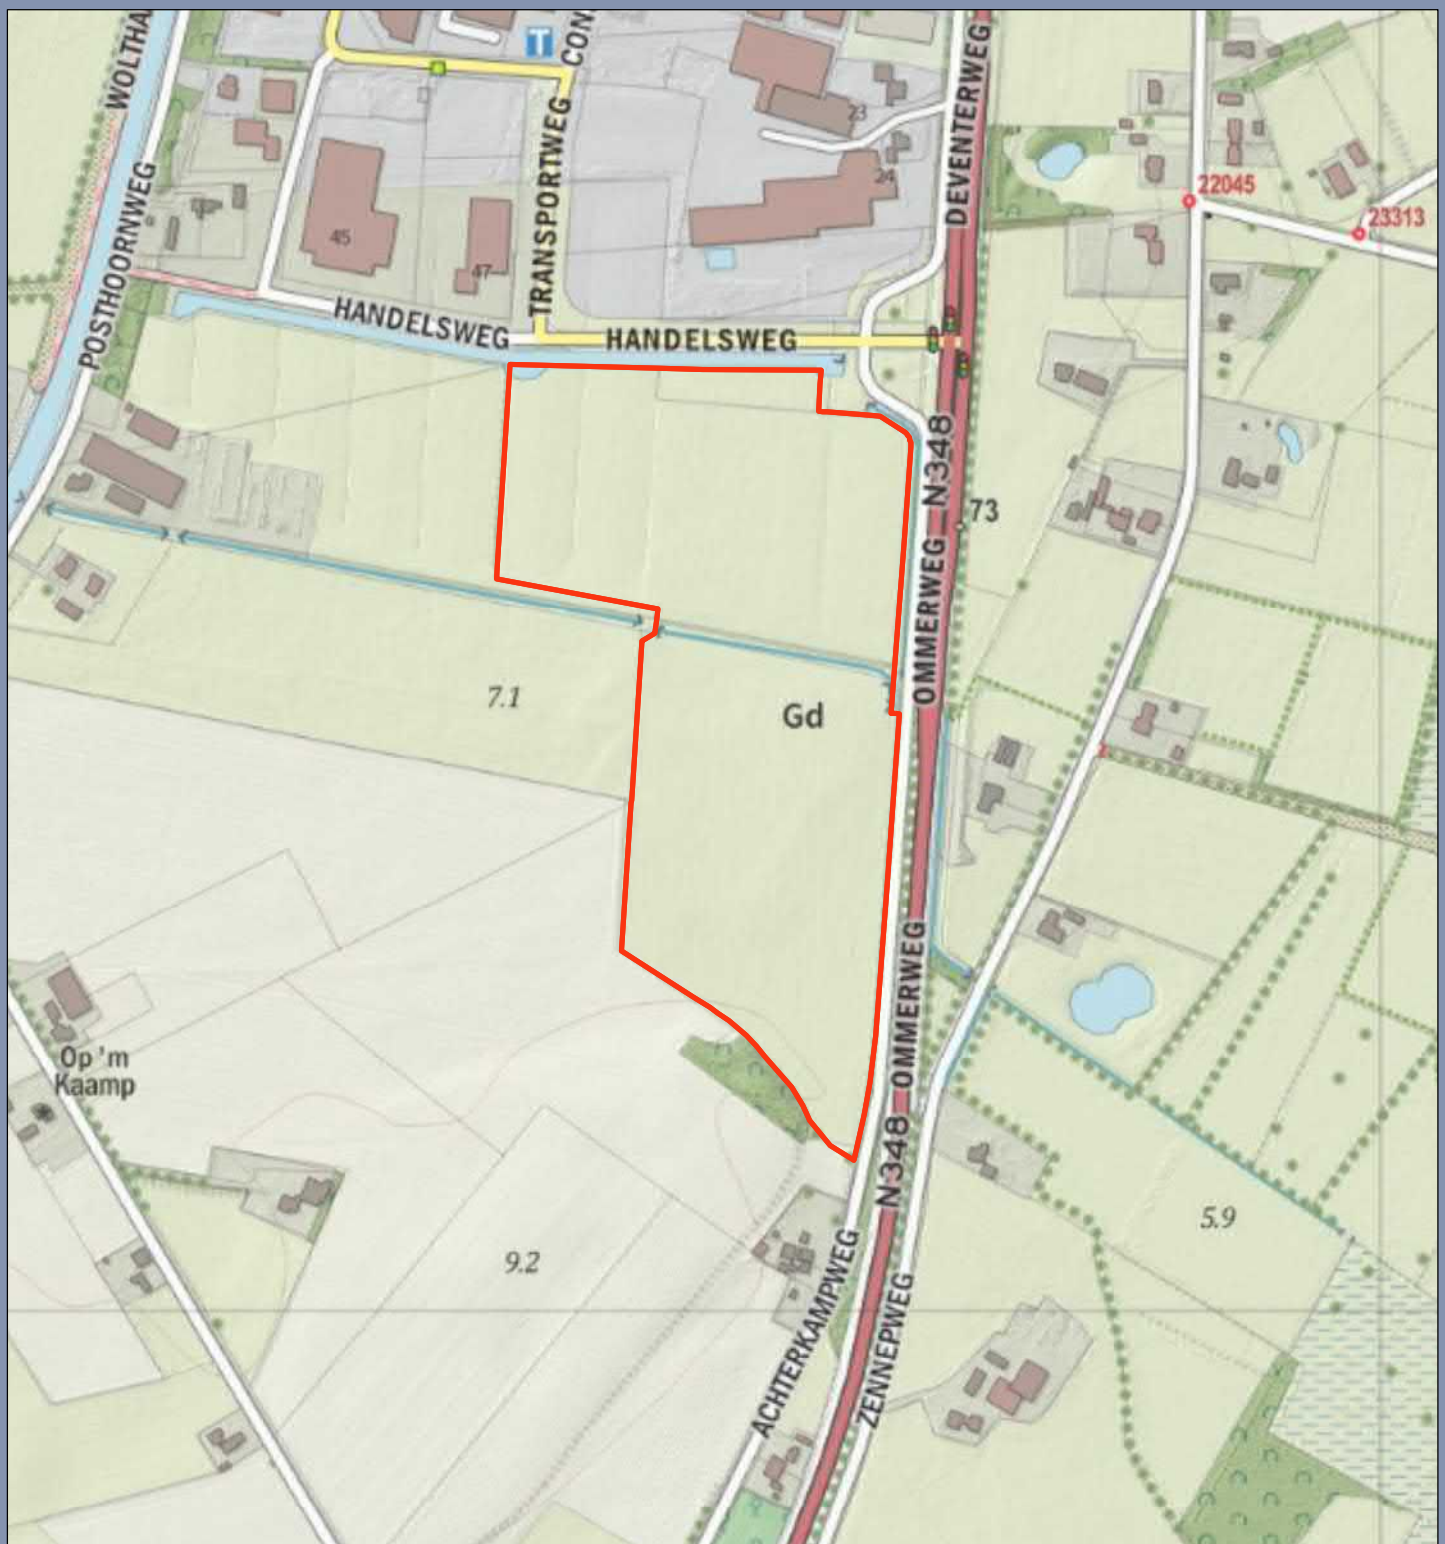 WOLTHA
T
CON
DEVENTERWEG
23
TRANSPORTWEG
24
POSTHOORNWEG
22045
23313
45
47
HANDELSWEG
HANDELSWEG
N348
73
OMMERWEG
7.1
Gd
OMMERWEG
Op 'm
Kaamp
N348
5.9
9.2
ACHTERKAMPWEG
ZENNEPWEG